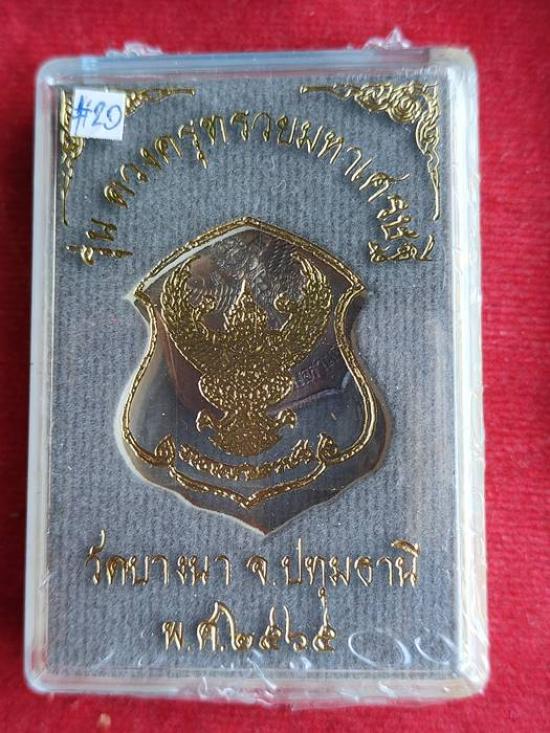 #20
รุ่น ดวงครุฑรวยมหาเศรษฐี
วัดบางนา จ.ปทุมธานี
พ.ศ.๒๕๖๕